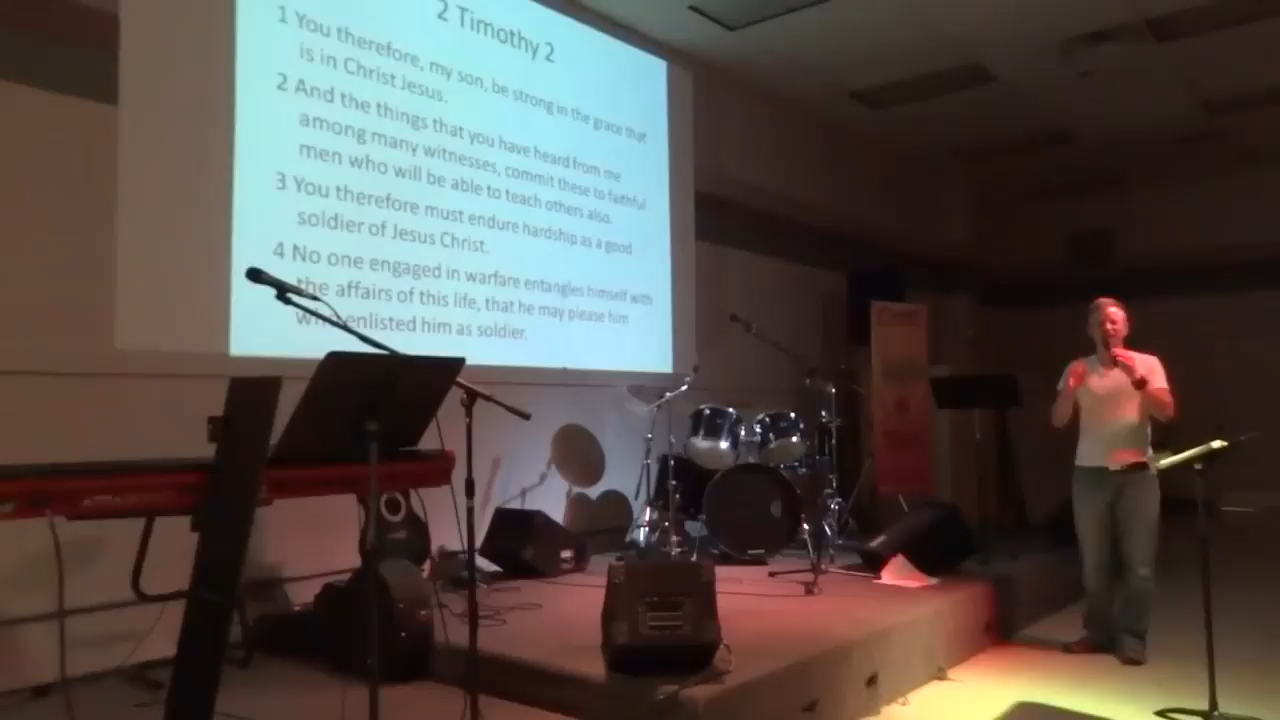 2 Timothy 2
1 You therefore, my son, be strong in the grace that
is in Christ Jesus.
2 And the things that you have heard from me
among many witnesses, commit these to faithful
men who will be able to teach others also.
3 You therefore must endure hardship as a good
soldier of Jesus Christ.
4 No one engaged in warfare entangles himself with
the affairs of this life, that he may please him
who enlisted him as soldier.